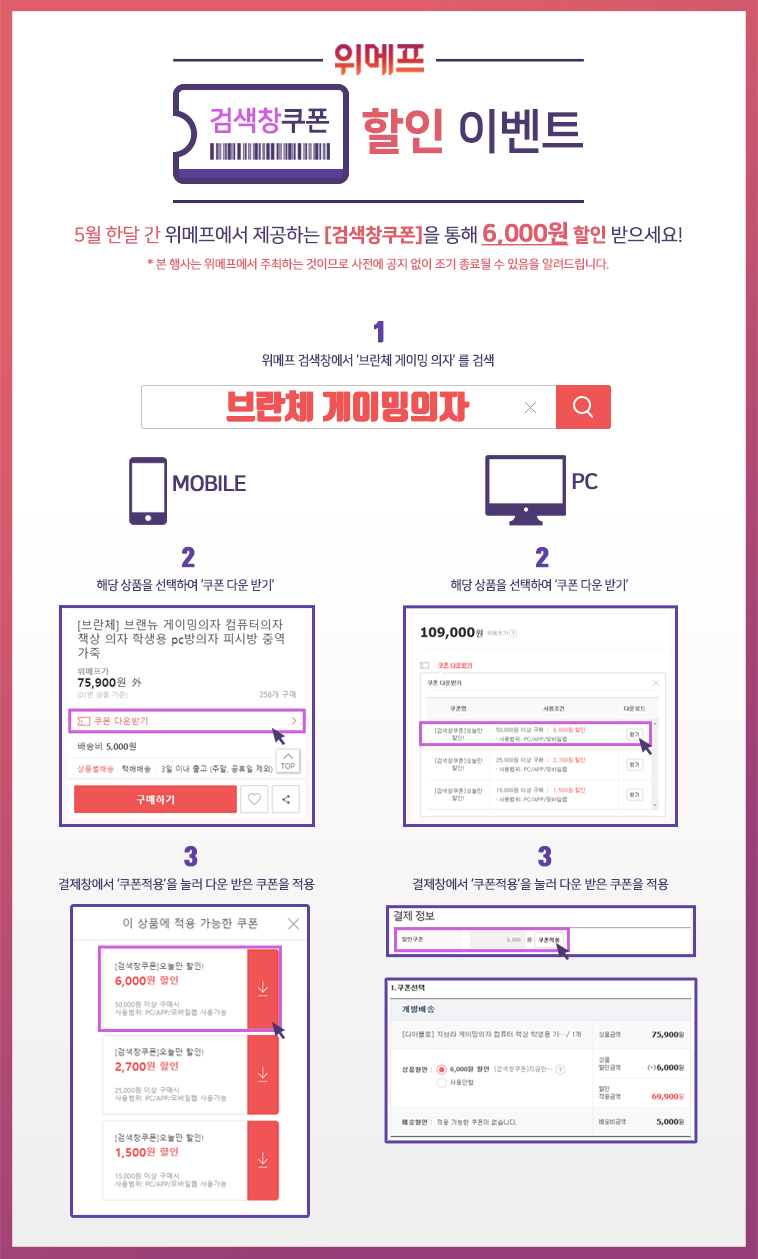 위메프
검색창쿠폰
할인 이벤트
5월 한달 간 위메프에서 제공하는 [검색창쿠폰]을 통해 6,000원 할인 받으세요!
* 본 행사는 위메프에서 주최하는 것이므로 사전에 공지 없이 조기 종료될 수 있음을 알려드립니다.
1
위메프 검색창에서 '브란체 게이밍 의자' 를 검색
브란체 게이밍의자
MOBILE
2
해당 상품을 선택하여 '쿠폰 다운 받기'
[브란체] 브랜뉴 게이밍의자 컴퓨터의자
책상 의자 학생용 pc방의자 피시방 중역
가죽
위메프가
75,900원 外
(01번 상품 기준)
256개 구매
쿠폰 다운받기
배송비 5,000원
TOP
상품별배송 · 택배배송 · 3일 이내 출고 (주말, 공휴일 제외)
구매하기
3
결제창에서 '쿠폰적용'을 눌러 다운 받은 쿠폰을 적용
이 상품에 적용 가능한 쿠폰
[검색창쿠폰]오늘만 할인!
6,000원 할인
50,000원 이상 구매시
사용범위: PC/APP/모바일웹 사용가능
[검색창쿠폰]오늘만 할인!
2,700원 할인
25,000원 이상 구매시
사용범위: PC/APP/모바일웹 사용가능
[검색창쿠폰]오늘만 할인!
1,500원 할인
15,000원 이상 구매시
사용범위: PC/APP/모바일웹 사용가능
PC
2
해당 상품을 선택하여 '쿠폰 다운 받기'
109,000원 위메프가 ?
쿠폰 다운받기
쿠폰 다운받기
쿠폰명 사용조건 다운로드
[검색창쿠폰]오늘만
할인!
50,000원 이상 구매 | 6,000원 할인
· 사용범위: PC/APP/모바일웹
받기
[검색창쿠폰]오늘만
할인!
25,000원 이상 구매 | 2,700원 할인
· 사용범위: PC/APP/모바일웹
받기
[검색창쿠폰]오늘만
할인!
15,000원 이상 구매 | 1,500원 할인
· 사용범위: PC/APP/모바일웹
받기
3
결제창에서 '쿠폰적용'을 눌러 다운 받은 쿠폰을 적용
결제 정보
할인쿠폰 6,000 원 쿠폰적용
1.쿠폰선택
개별배송
[디아블로] 지브라 게이밍의자 컴퓨터 책상 학생용 가…/ 1개
상품금액 75,900원
상품할인 : 6,000원 할인 [검색창쿠폰]지금만… ?
사용안함
상품
할인금액 (-)6,000원
할인
적용금액 69,900원
배송할인 : 적용 가능한 쿠폰이 없습니다.
배송비금액 5,000원